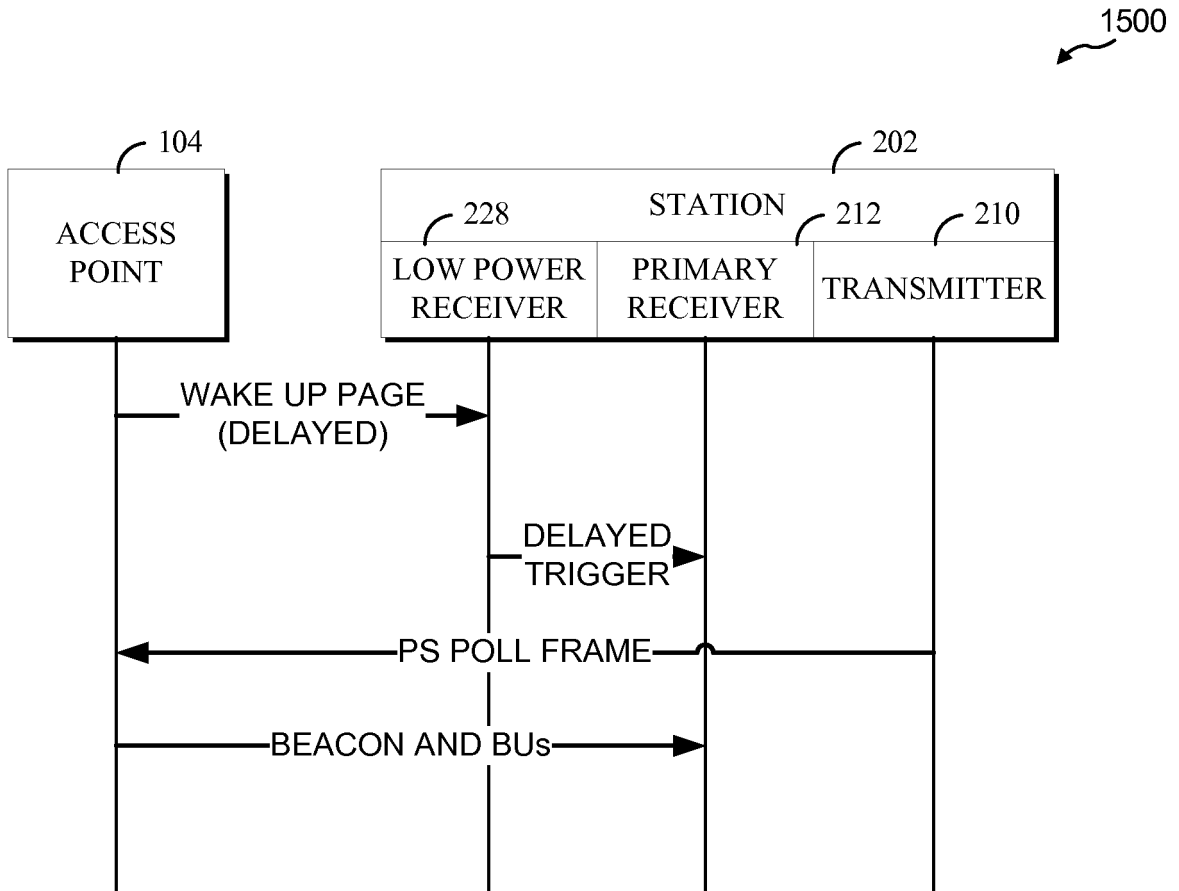 1500
104
202
ACCESS
POINT
STATION
228
212
210
LOW POWER
RECEIVER
PRIMARY
RECEIVER
TRANSMITTER
WAKE UP PAGE
(DELAYED)
DELAYED
TRIGGER
PS POLL FRAME
BEACON AND BUs